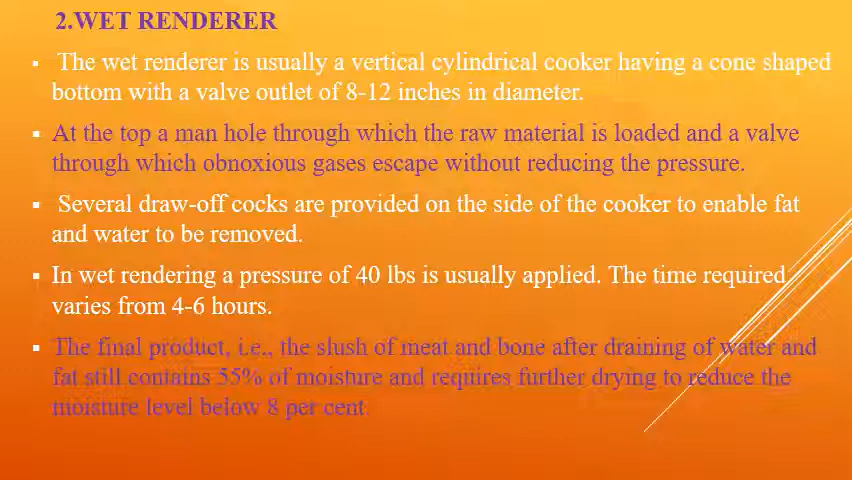 2.WET RENDERER
▪ The wet renderer is usually a vertical cylindrical cooker having a cone shaped
bottom with a valve outlet of 8-12 inches in diameter.
▪ At the top a man hole through which the raw material is loaded and a valve
through which obnoxious gases escape without reducing the pressure.
▪ Several draw-off cocks are provided on the side of the cooker to enable fat
and water to be removed.
▪ In wet rendering a pressure of 40 lbs is usually applied. The time required
varies from 4-6 hours.
▪ The final product, i.e., the slush of meat and bone after draining of water and
fat still contains 55% of moisture and requires further drying to reduce the
moisture level below 8 per cent.